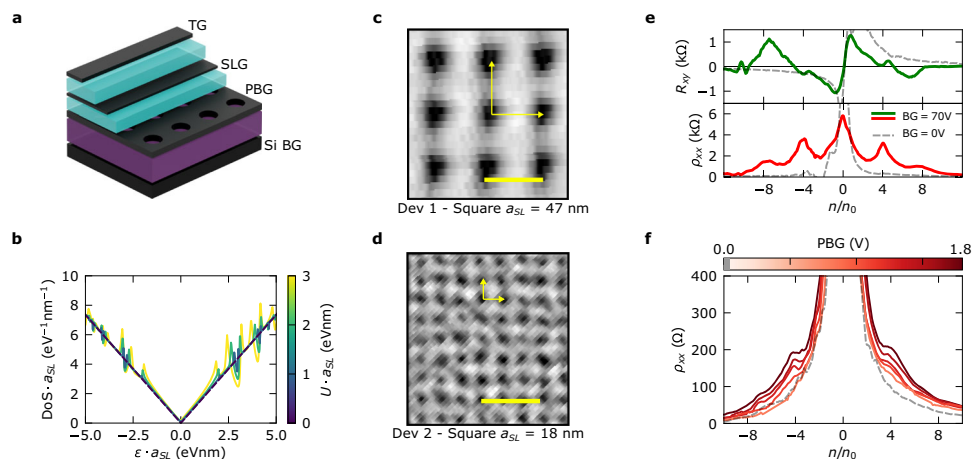 a
TG
SLG
PBG
Si BG
b
DoS· a_SL (eV⁻¹nm⁻¹)
10
8
6
4
2
0
-5.0
-2.5
0.0
2.5
5.0
ε · a_SL (eVnm)
3
2
1
0
U · a_SL (eVnm)
c
Dev 1 - Square a_SL = 47 nm
d
Dev 2 - Square a_SL = 18 nm
e
R_xy (kΩ)
1
0
−1
ρ_xx (kΩ)
6
4
2
0
BG = 70V
BG = 0V
−8
−4
0
4
8
n/n₀
f
PBG (V)
0.0
1.8
ρ_xx (Ω)
400
300
200
100
0
−8
−4
0
4
8
n/n₀